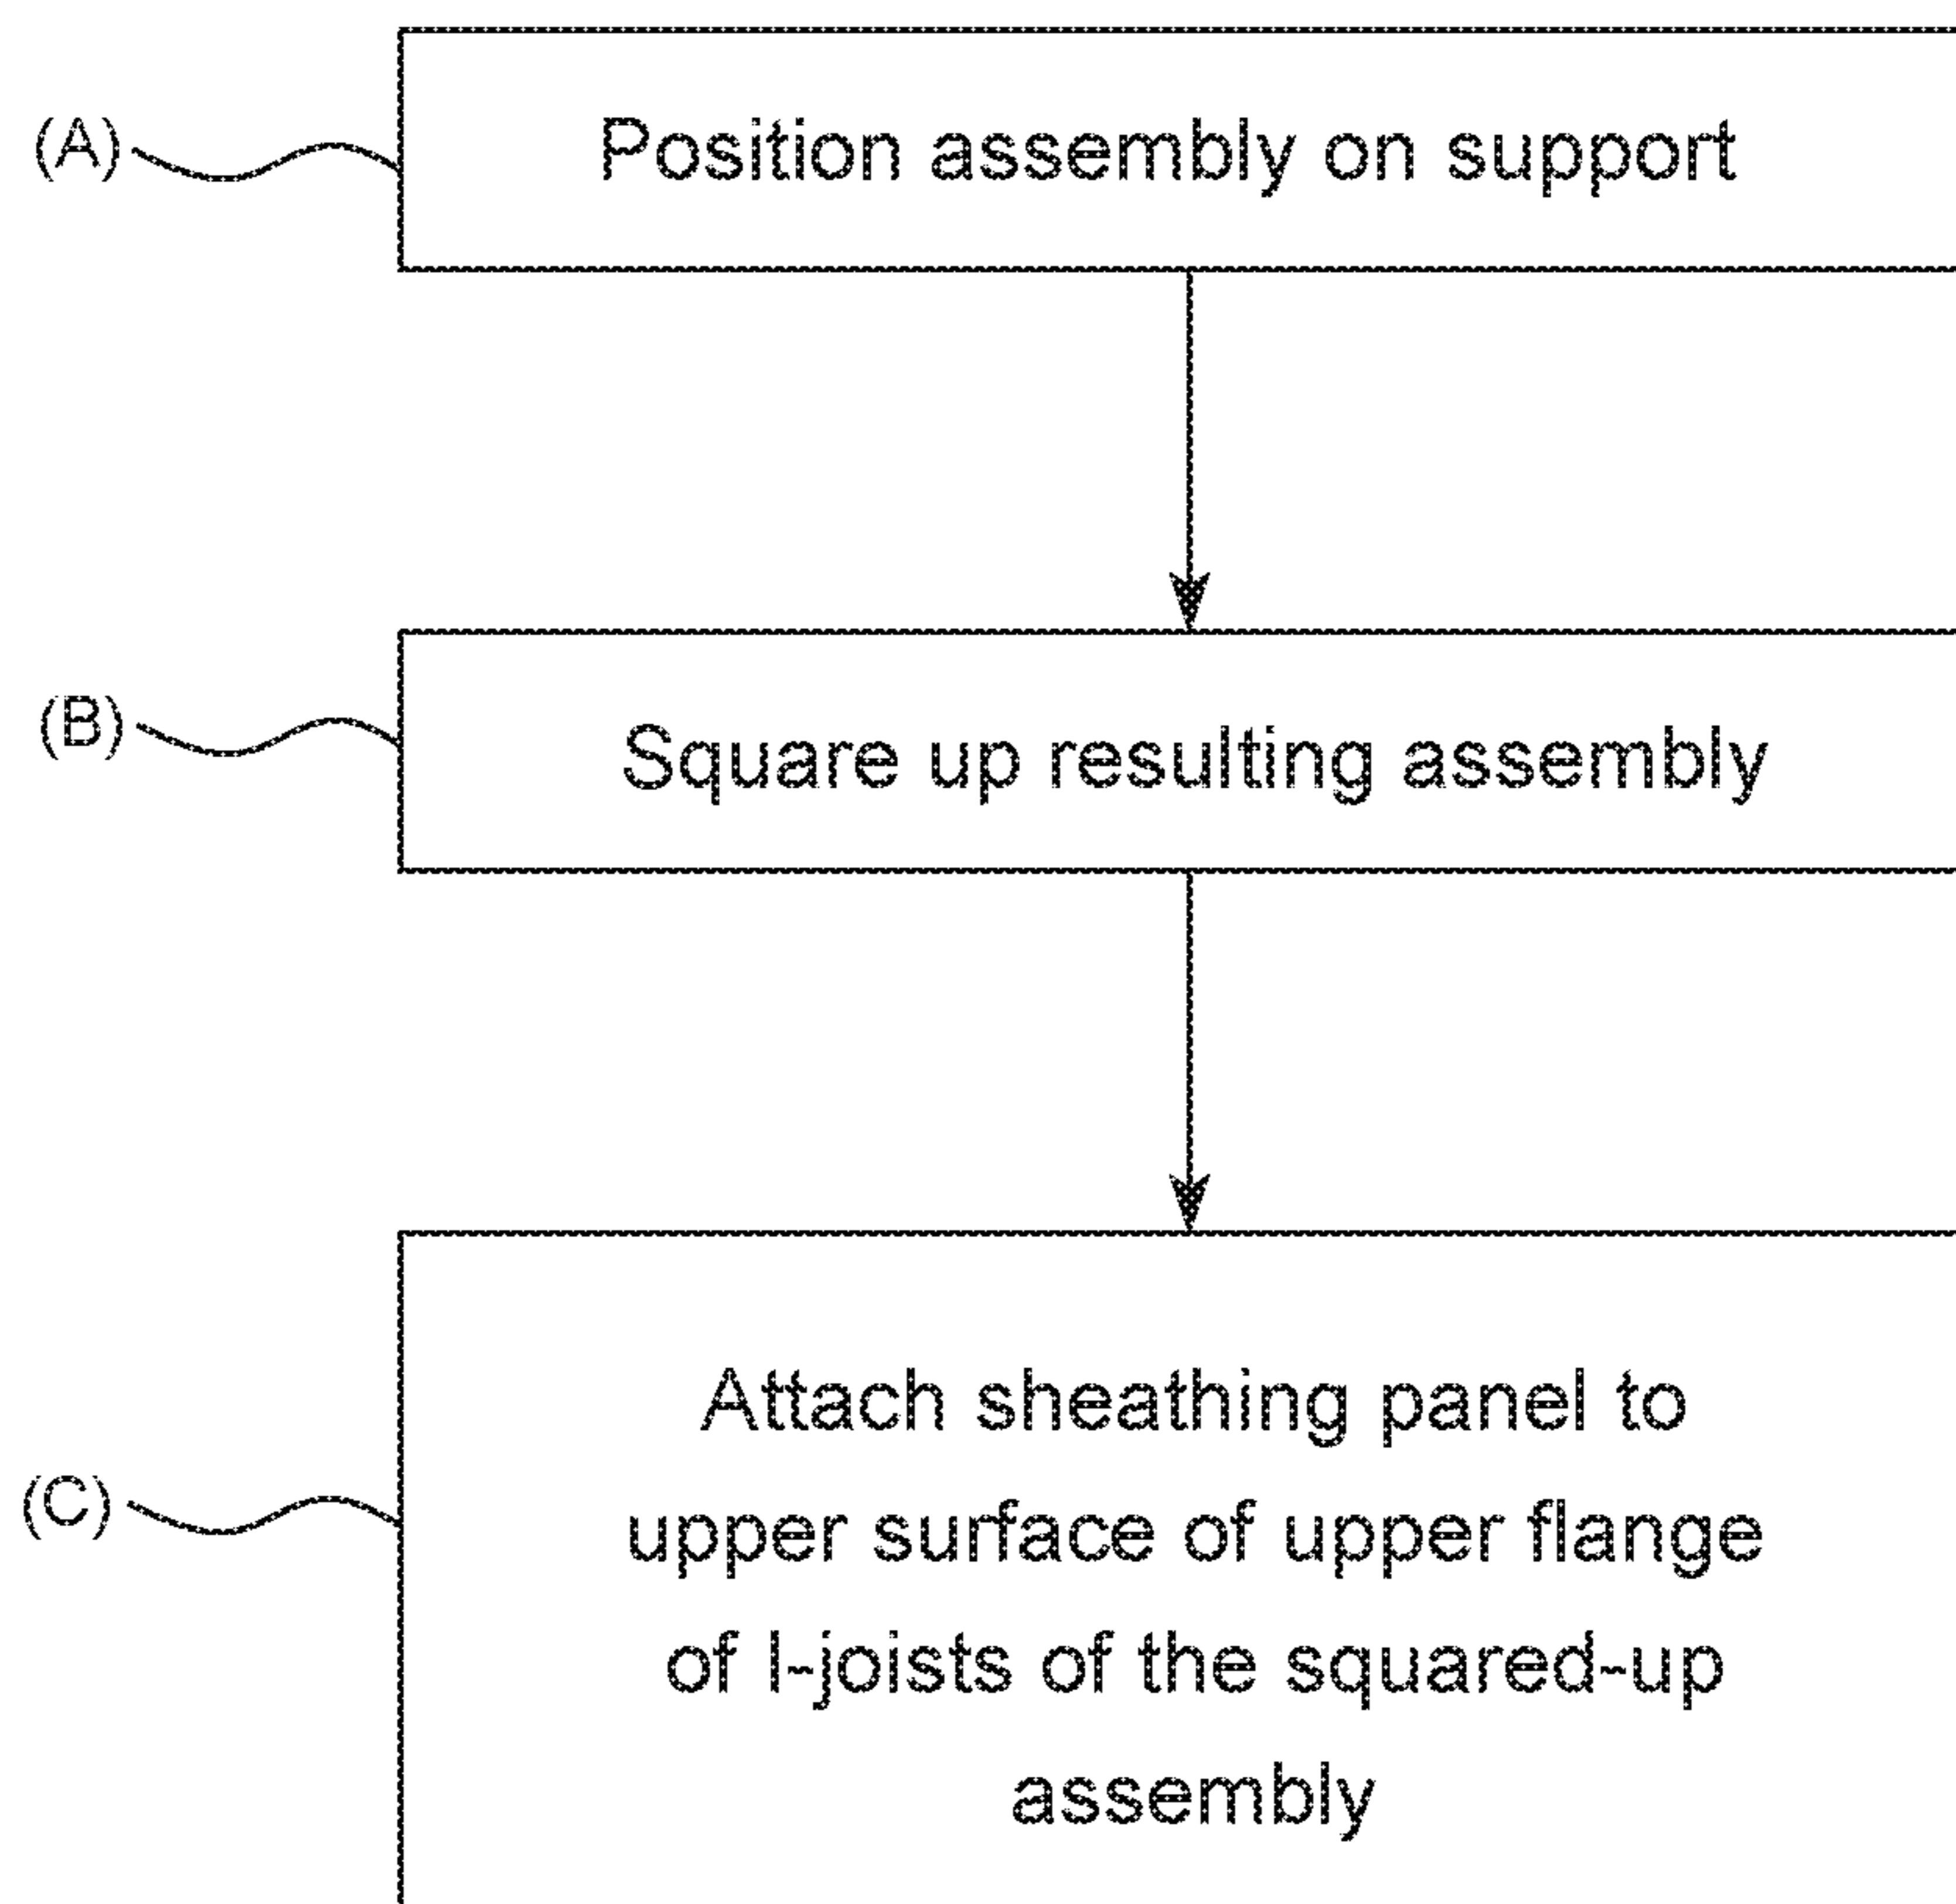 (A)
Position assembly on support
(B)
Square up resulting assembly
Attach sheathing panel to
upper surface of upper flange
(C)
of I-joists of the squared-up
assembly